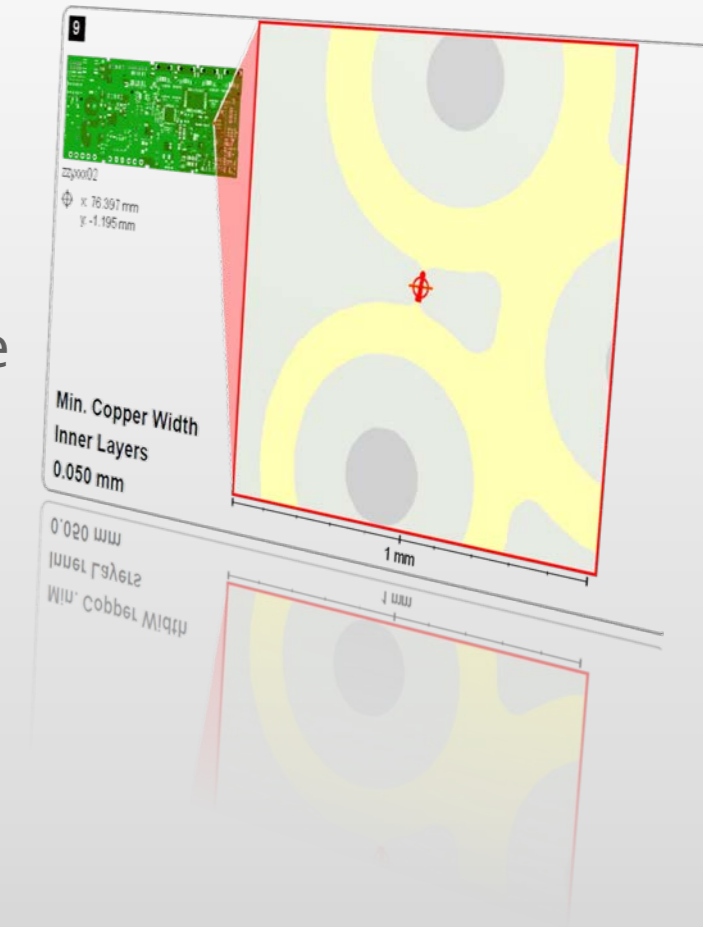 9
x: 76.397 mm
y: -1.195 mm
Min. Copper Width
Inner Layers
0.050 mm
1 mm
e